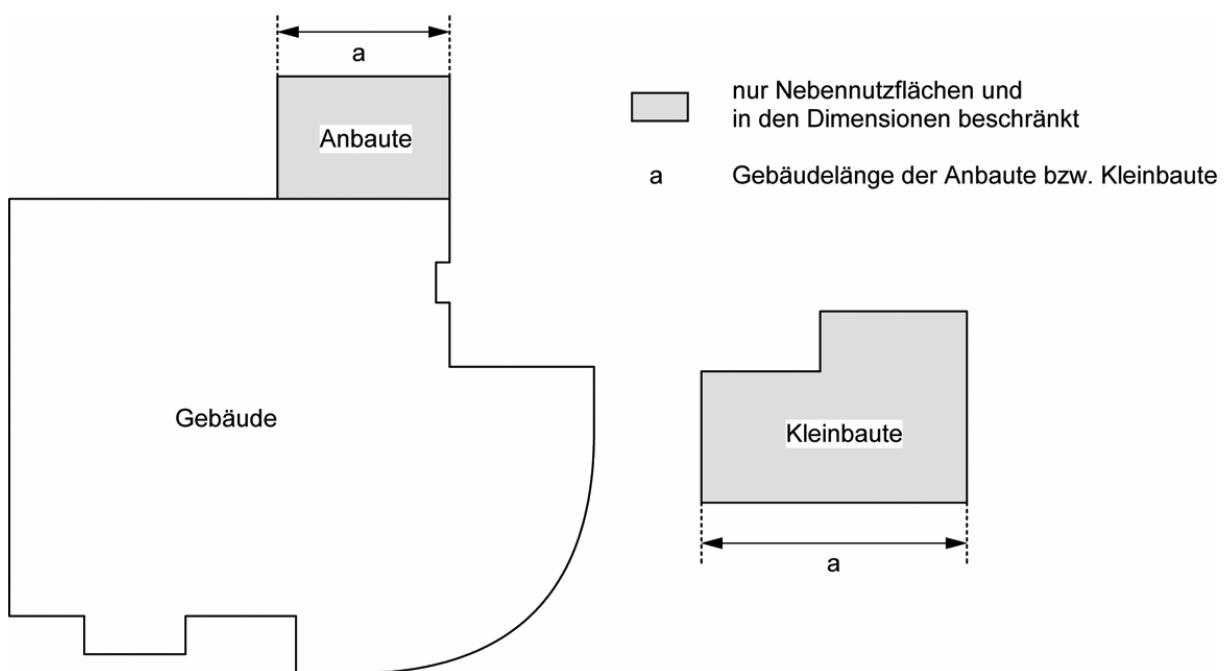 a
Anbaute
nur Nebennutzflächen und
in den Dimensionen beschränkt
a Gebäudelänge der Anbaute bzw. Kleinbaute
Gebäude
Kleinbaute
a